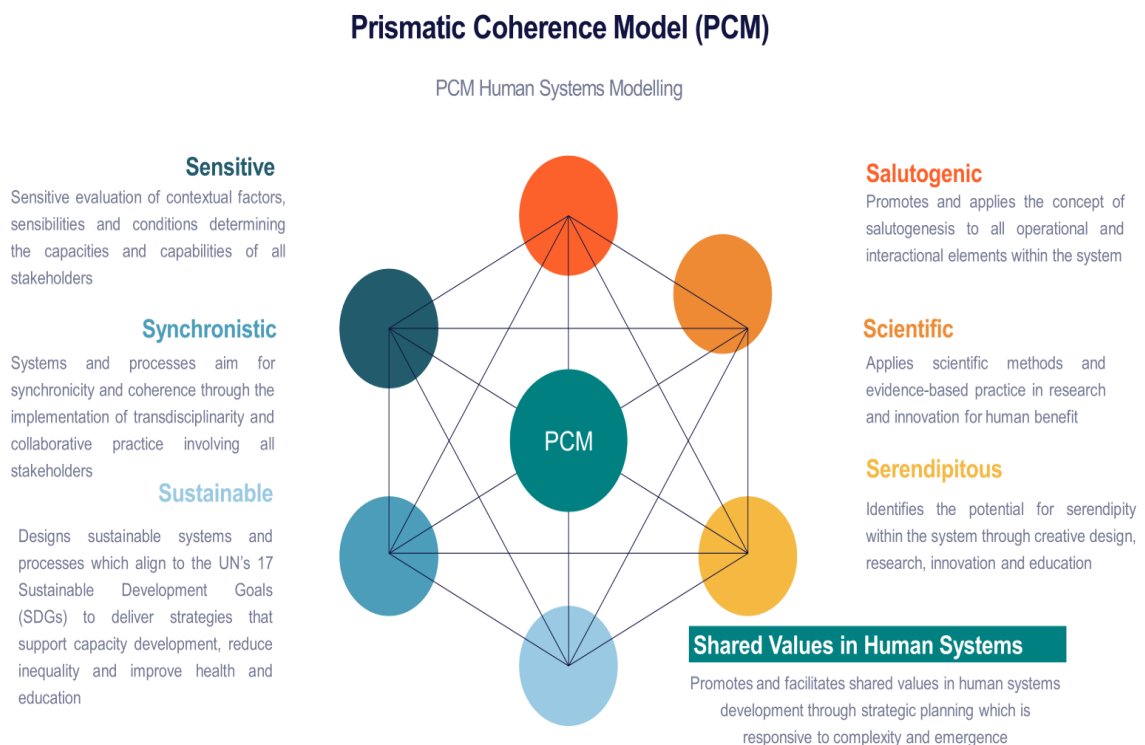 Prismatic Coherence Model (PCM)
PCM Human Systems Modelling
Sensitive
Sensitive evaluation of contextual factors,
sensibilities and conditions determining
the capacities and capabilities of all
stakeholders
Synchronistic
Systems and processes aim for
synchronicity and coherence through the
implementation of transdisciplinarity and
collaborative practice involving all
stakeholders
Sustainable
Designs sustainable systems and
processes which align to the UN's 17
Sustainable Development Goals
(SDGs) to deliver strategies that
support capacity development, reduce
inequality and improve health and
education
PCM
Salutogenic
Promotes and applies the concept of
salutogenesis to all operational and
interactional elements within the system
Scientific
Applies scientific methods and
evidence-based practice in research
and innovation for human benefit
Serendipitous
Identifies the potential for serendipity
within the system through creative design,
research, innovation and education
Shared Values in Human Systems
Promotes and facilitates shared values in human systems
development through strategic planning which is
responsive to complexity and emergence